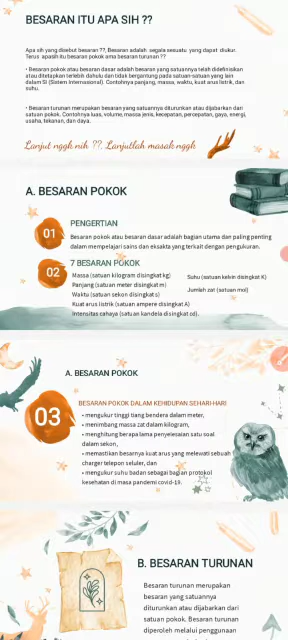 BESARAN ITU APA SIH ??
Apa sih yang disebut besaran ??, Besaran adalah segala sesuatu yang dapat diukur.
Terus apasih itu besaran pokok ama besaran turunan ??
• Besaran pokok atau besaran dasar adalah besaran yang satuannya telah didefinisikan
atau ditetapkan terlebih dahulu dan tidak bergantung pada satuan-satuan yang lain
dalam SI (Sistem Internasional). Contohnya panjang, massa, waktu, kuat arus listrik, dan
suhu.
• Besaran turunan merupakan besaran yang satuannya diturunkan atau dijabarkan dari
satuan pokok. Contohnya luas, volume, massa jenis, kecepatan, percepatan, gaya, energi,
usaha, tekanan, dan daya.
Lanjut nggk nih ??. Lanjutlah masak nggk
A. BESARAN POKOK
01
PENGERTIAN
Besaran pokok atau besaran dasar adalah bagian utama dan paling penting
dalam mempelajari sains dan eksakta yang terkait dengan pengukuran.
02
7 BESARAN POKOK
Massa (satuan kilogram disingkat kg)
Panjang (satuan meter disingkat m)
Waktu (satuan sekon disingkat s)
Kuat arus listrik (satuan ampere disingkat A)
Intensitas cahaya (satuan kandela disingkat cd).
Suhu (satuan kelvin disingkat K)
Jumlah zat (satuan mol)
A. BESARAN POKOK
03
BESARAN POKOK DALAM KEHIDUPAN SEHARI HARI
• mengukur tinggi tiang bendera dalam meter,
• menimbang massa zat dalam kilogram,
• menghitung berapa lama penyelesaian satu soal
dalam sekon,
• memastikan besarnya kuat arus yang melewati sebuah
charger telepon seluler, dan
• mengukur suhu badan sebagai bagian protokol
kesehatan di masa pandemi covid-19.
B. BESARAN TURUNAN
Besaran turunan merupakan
besaran yang satuannya
diturunkan atau dijabarkan dari
satuan pokok. Besaran turunan
diperoleh melalui penggunaan